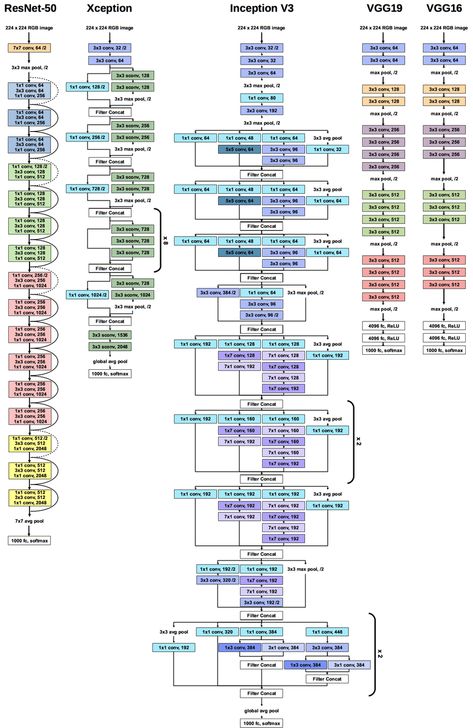 ResNet-50
224 x 224 RGB image
7x7 conv, 64 /2
3x3 max pool, /2
1x1 conv, 64
3x3 conv, 64
1x1 conv, 256
1x1 conv, 64
3x3 conv, 64
1x1 conv, 256
1x1 conv, 64
3x3 conv, 64
1x1 conv, 256
1x1 conv, 128 /2
3x3 conv, 128
1x1 conv, 512
1x1 conv, 128
3x3 conv, 128
1x1 conv, 512
1x1 conv, 128
3x3 conv, 128
1x1 conv, 512
1x1 conv, 128
3x3 conv, 128
1x1 conv, 512
1x1 conv, 256 /2
3x3 conv, 256
1x1 conv, 1024
1x1 conv, 256
3x3 conv, 256
1x1 conv, 1024
1x1 conv, 256
3x3 conv, 256
1x1 conv, 1024
1x1 conv, 256
3x3 conv, 256
1x1 conv, 1024
1x1 conv, 256
3x3 conv, 256
1x1 conv, 1024
1x1 conv, 256
3x3 conv, 256
1x1 conv, 1024
1x1 conv, 512 /2
3x3 conv, 512
1x1 conv, 2048
1x1 conv, 512
3x3 conv, 512
1x1 conv, 2048
1x1 conv, 512
3x3 conv, 512
1x1 conv, 2048
7x7 avg pool
1000 fc, softmax
Xception
224 x 224 RGB image
3x3 conv, 32 /2
3x3 conv, 64
3x3 sconv, 128
1x1 conv, 128 /2 3x3 sconv, 128
3x3 max pool, /2
Filter Concat
3x3 sconv, 256
1x1 conv, 256 /2 3x3 sconv, 256
3x3 max pool, /2
Filter Concat
3x3 sconv, 728
1x1 conv, 728 /2 3x3 sconv, 728
3x3 max pool, /2
Filter Concat
3x3 sconv, 728
3x3 sconv, 728
3x3 sconv, 728
x 8
Filter Concat
3x3 sconv, 728
1x1 conv, 1024 /2 3x3 sconv, 1024
3x3 max pool, /2
Filter Concat
3x3 sconv, 1536
3x3 sconv, 2048
global avg pool
1000 fc, softmax
Inception V3
224 x 224 RGB image
3x3 conv, 32 /2
3x3 conv, 32
3x3 conv, 64
3x3 max pool, /2
1x1 conv, 80
3x3 conv, 192
3x3 max pool, /2
1x1 conv, 64 1x1 conv, 48 1x1 conv, 64 3x3 avg pool
5x5 conv, 64 3x3 conv, 96 1x1 conv, 32
3x3 conv, 96
Filter Concat
1x1 conv, 64 1x1 conv, 48 1x1 conv, 64 3x3 avg pool
5x5 conv, 64 3x3 conv, 96 1x1 conv, 64
3x3 conv, 96
Filter Concat
1x1 conv, 64 1x1 conv, 48 1x1 conv, 64 3x3 avg pool
5x5 conv, 64 3x3 conv, 96 1x1 conv, 64
3x3 conv, 96
Filter Concat
3x3 conv, 384 /2 1x1 conv, 64 3x3 max pool, /2
3x3 conv, 96
3x3 conv, 96 /2
Filter Concat
1x1 conv, 192 1x1 conv, 128 1x1 conv, 128 3x3 avg pool
1x7 conv, 128 7x1 conv, 128 1x1 conv, 192
7x1 conv, 192 1x7 conv, 128
7x1 conv, 128
1x7 conv, 192
Filter Concat
1x1 conv, 192 1x1 conv, 160 1x1 conv, 160 3x3 avg pool
1x7 conv, 160 7x1 conv, 160 1x1 conv, 192
7x1 conv, 192 1x7 conv, 160
7x1 conv, 160
1x7 conv, 192
x 2
Filter Concat
1x1 conv, 192 1x1 conv, 192 1x1 conv, 192 3x3 avg pool
1x7 conv, 192 7x1 conv, 192 1x1 conv, 192
7x1 conv, 192 1x7 conv, 192
7x1 conv, 192
1x7 conv, 192
Filter Concat
1x1 conv, 192 /2 1x1 conv, 192 3x3 max pool, /2
3x3 conv, 320 /2 1x7 conv, 192
7x1 conv, 192
3x3 conv, 192 /2
Filter Concat
3x3 avg pool 1x1 conv, 320 1x1 conv, 384 1x1 conv, 448
1x1 conv, 192 1x3 conv, 384 3x1 conv, 384 3x3 conv, 384
Filter Concat 1x3 conv, 384 3x1 conv, 384
Filter Concat
x 2
Filter Concat
global avg pool
1000 fc, softmax
VGG19
224 x 224 RGB image
3x3 conv, 64
3x3 conv, 64
max pool, /2
3x3 conv, 128
3x3 conv, 128
max pool, /2
3x3 conv, 256
3x3 conv, 256
3x3 conv, 256
3x3 conv, 256
max pool, /2
3x3 conv, 512
3x3 conv, 512
3x3 conv, 512
3x3 conv, 512
max pool, /2
3x3 conv, 512
3x3 conv, 512
3x3 conv, 512
3x3 conv, 512
max pool, /2
4096 fc, ReLU
4096 fc, ReLU
1000 fc, softmax
VGG16
224 x 224 RGB image
3x3 conv, 64
3x3 conv, 64
max pool, /2
3x3 conv, 128
3x3 conv, 128
max pool, /2
3x3 conv, 256
3x3 conv, 256
3x3 conv, 256
max pool, /2
3x3 conv, 512
3x3 conv, 512
3x3 conv, 512
max pool, /2
3x3 conv, 512
3x3 conv, 512
3x3 conv, 512
max pool, /2
4096 fc, ReLU
4096 fc, ReLU
1000 fc, softmax